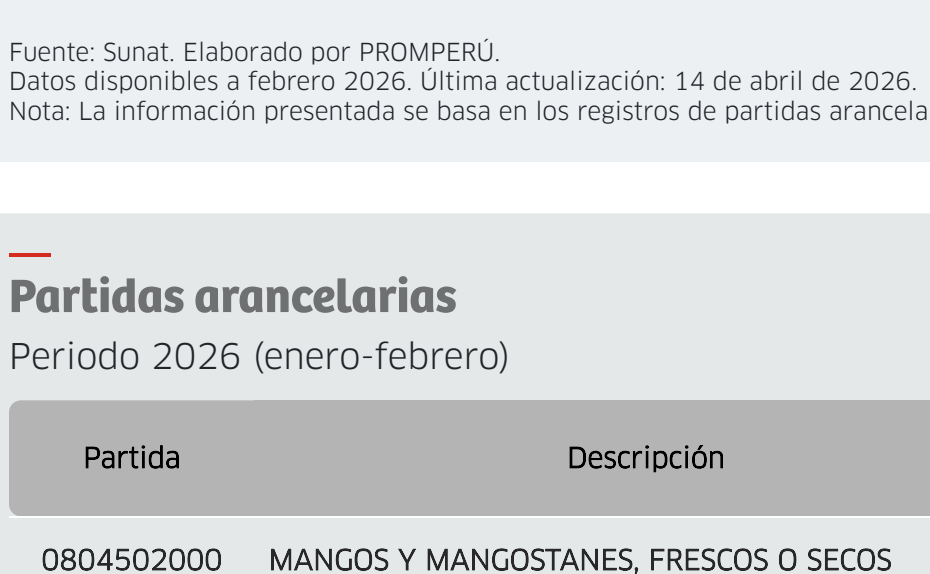 Fuente: Sunat. Elaborado por PROMPERÚ.
Datos disponibles a febrero 2026. Última actualización: 14 de abril de 2026.
Nota: La información presentada se basa en los registros de partidas arancela
Partidas arancelarias
Periodo 2026 (enero-febrero)
Partida Descripción
0804502000 MANGOS Y MANGOSTANES, FRESCOS O SECOS